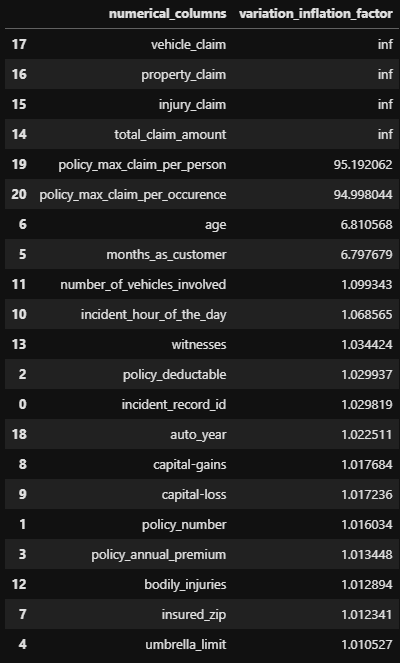 numerical_columns variation_inflation_factor
17 vehicle_claim inf
16 property_claim inf
15 injury_claim inf
14 total_claim_amount inf
19 policy_max_claim_per_person 95.192062
20 policy_max_claim_per_occurence 94.998044
6 age 6.810568
5 months_as_customer 6.797679
11 number_of_vehicles_involved 1.099343
10 incident_hour_of_the_day 1.068565
13 witnesses 1.034424
2 policy_deductable 1.029937
0 incident_record_id 1.029819
18 auto_year 1.022511
8 capital-gains 1.017684
9 capital-loss 1.017236
1 policy_number 1.016034
3 policy_annual_premium 1.013448
12 bodily_injuries 1.012894
7 insured_zip 1.012341
4 umbrella_limit 1.010527